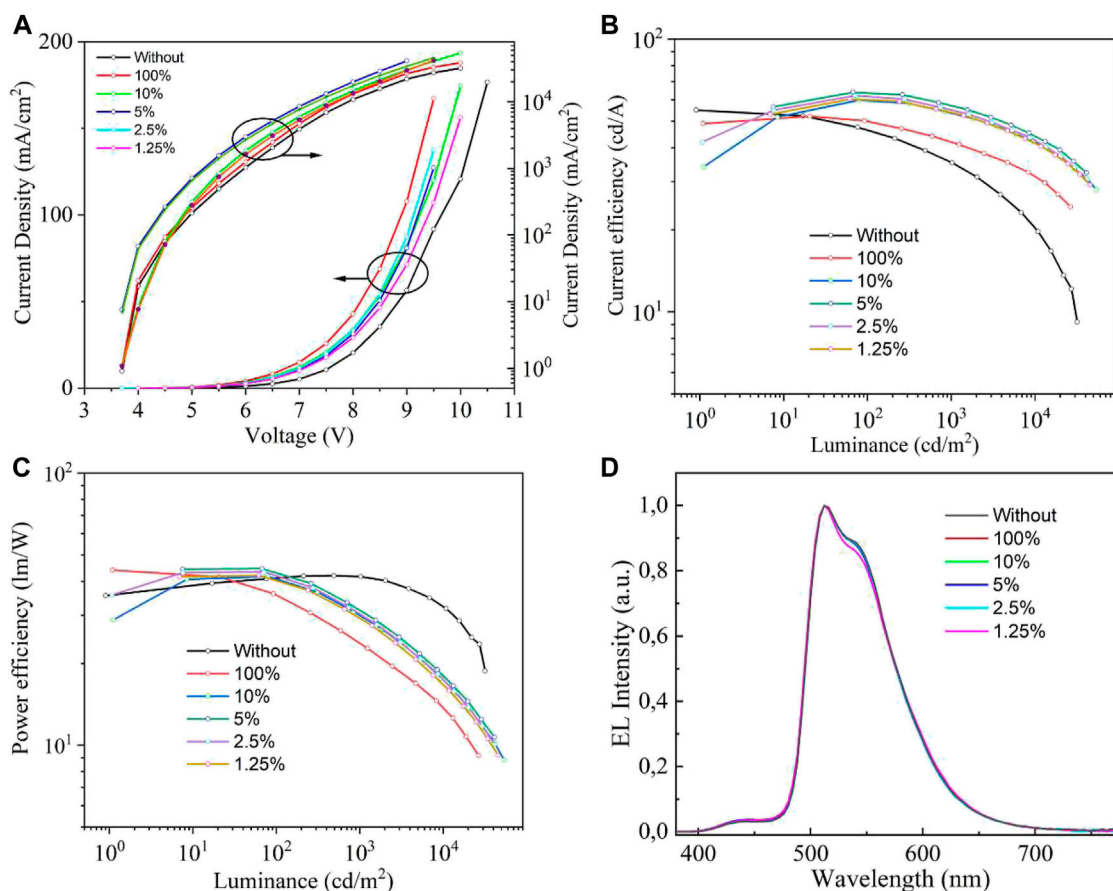 A
200
100
0
Current Density (mA/cm²)
Without
100%
10%
5%
2.5%
1.25%
10⁴
10³
10²
10¹
10⁰
Current Density (mA/cm²)
3 4 5 6 7 8 9 10 11
Voltage (V)
B
10²
10¹
Current efficiency (cd/A)
Without
100%
10%
5%
2.5%
1.25%
10⁰ 10¹ 10² 10³ 10⁴
Luminance (cd/m²)
C
10²
10¹
Power efficiency (lm/W)
Without
100%
10%
5%
2.5%
1.25%
10⁰ 10¹ 10² 10³ 10⁴
Luminance (cd/m²)
D
1,0
0,8
0,6
0,4
0,2
0,0
EL Intensity (a.u.)
Without
100%
10%
5%
2.5%
1.25%
400 500 600 700
Wavelength (nm)